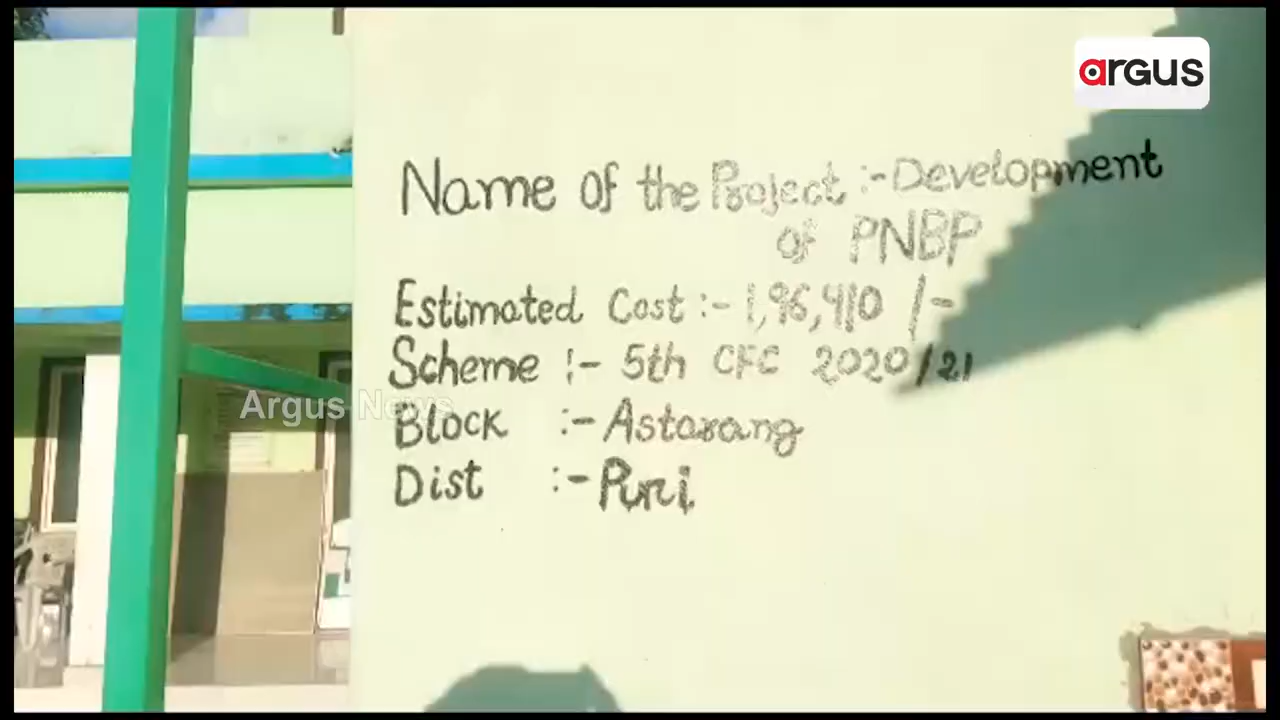 argus
Name of the Project :- Development
of PNBP
Estimated Cost :- 1,96,410 /-
Scheme :- 5th CFC 2020/21
Argus News
Block :- Astarang
Dist :- Puri